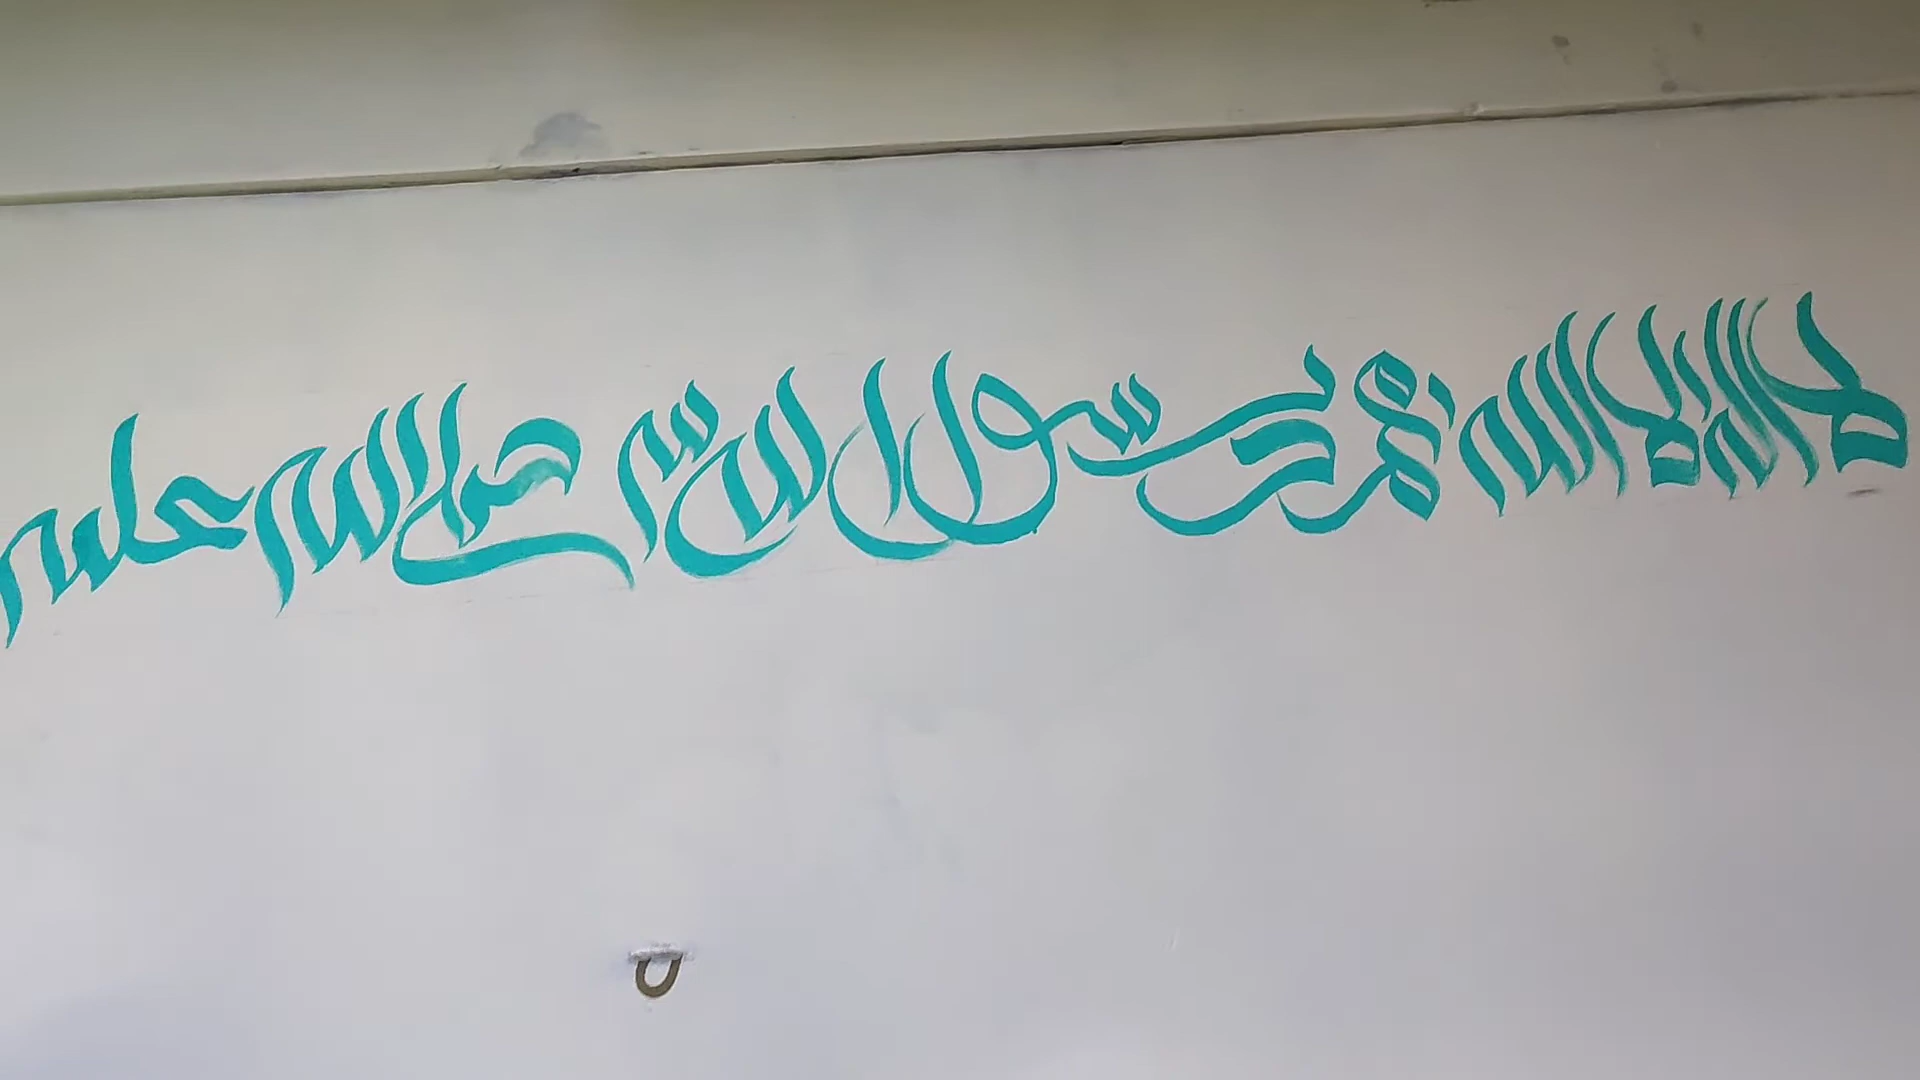 لا اله الا الله محمد رسول الله صلى الله عليه